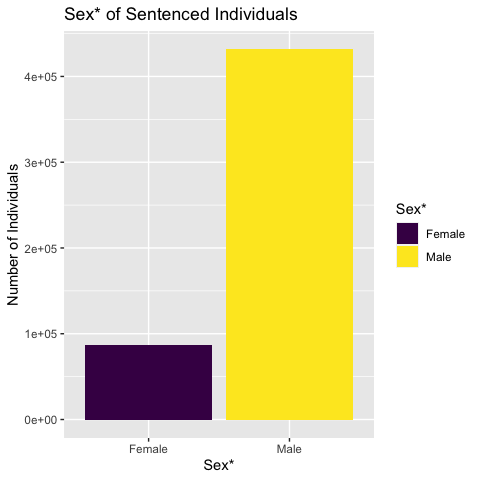 Sex* of Sentenced Individuals
Number of Individuals
4e+05
3e+05
2e+05
1e+05
0e+00
Female
Male
Sex*
Sex*
Female
Male